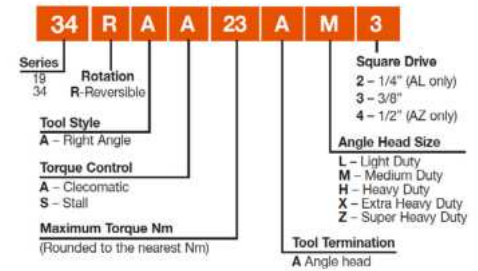 34 R A A 23 A M 3
Series
19
34
Rotation
R-Reversible
Tool Style
A – Right Angle
Torque Control
A – Clecomatic
S – Stall
Maximum Torque Nm
(Rounded to the nearest Nm)
Square Drive
2 – 1/4" (AL only)
3 – 3/8"
4 – 1/2" (AZ only)
Angle Head Size
L – Light Duty
M – Medium Duty
H – Heavy Duty
X – Extra Heavy Duty
Z – Super Heavy Duty
Tool Termination
A Angle head